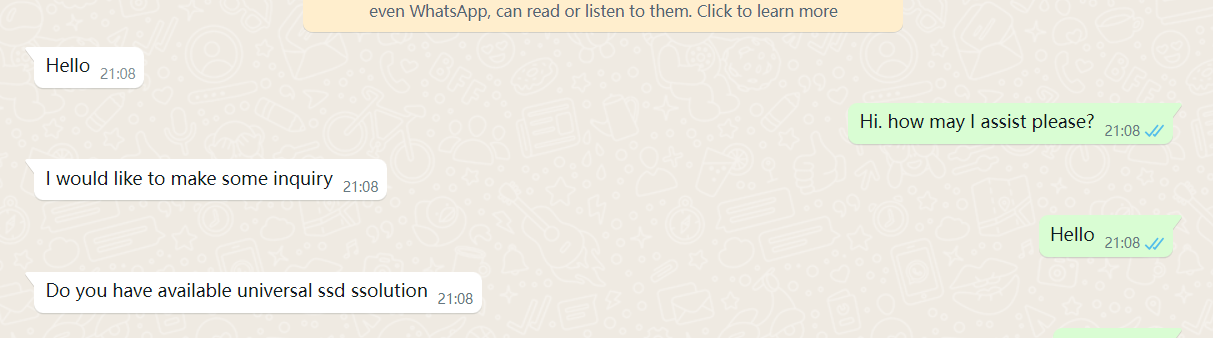 even WhatsApp, can read or listen to them. Click to learn more
Hello 21:08
Hi. how may I assist please? 21:08
I would like to make some inquiry 21:08
Hello 21:08
Do you have available universal ssd ssolution 21:08